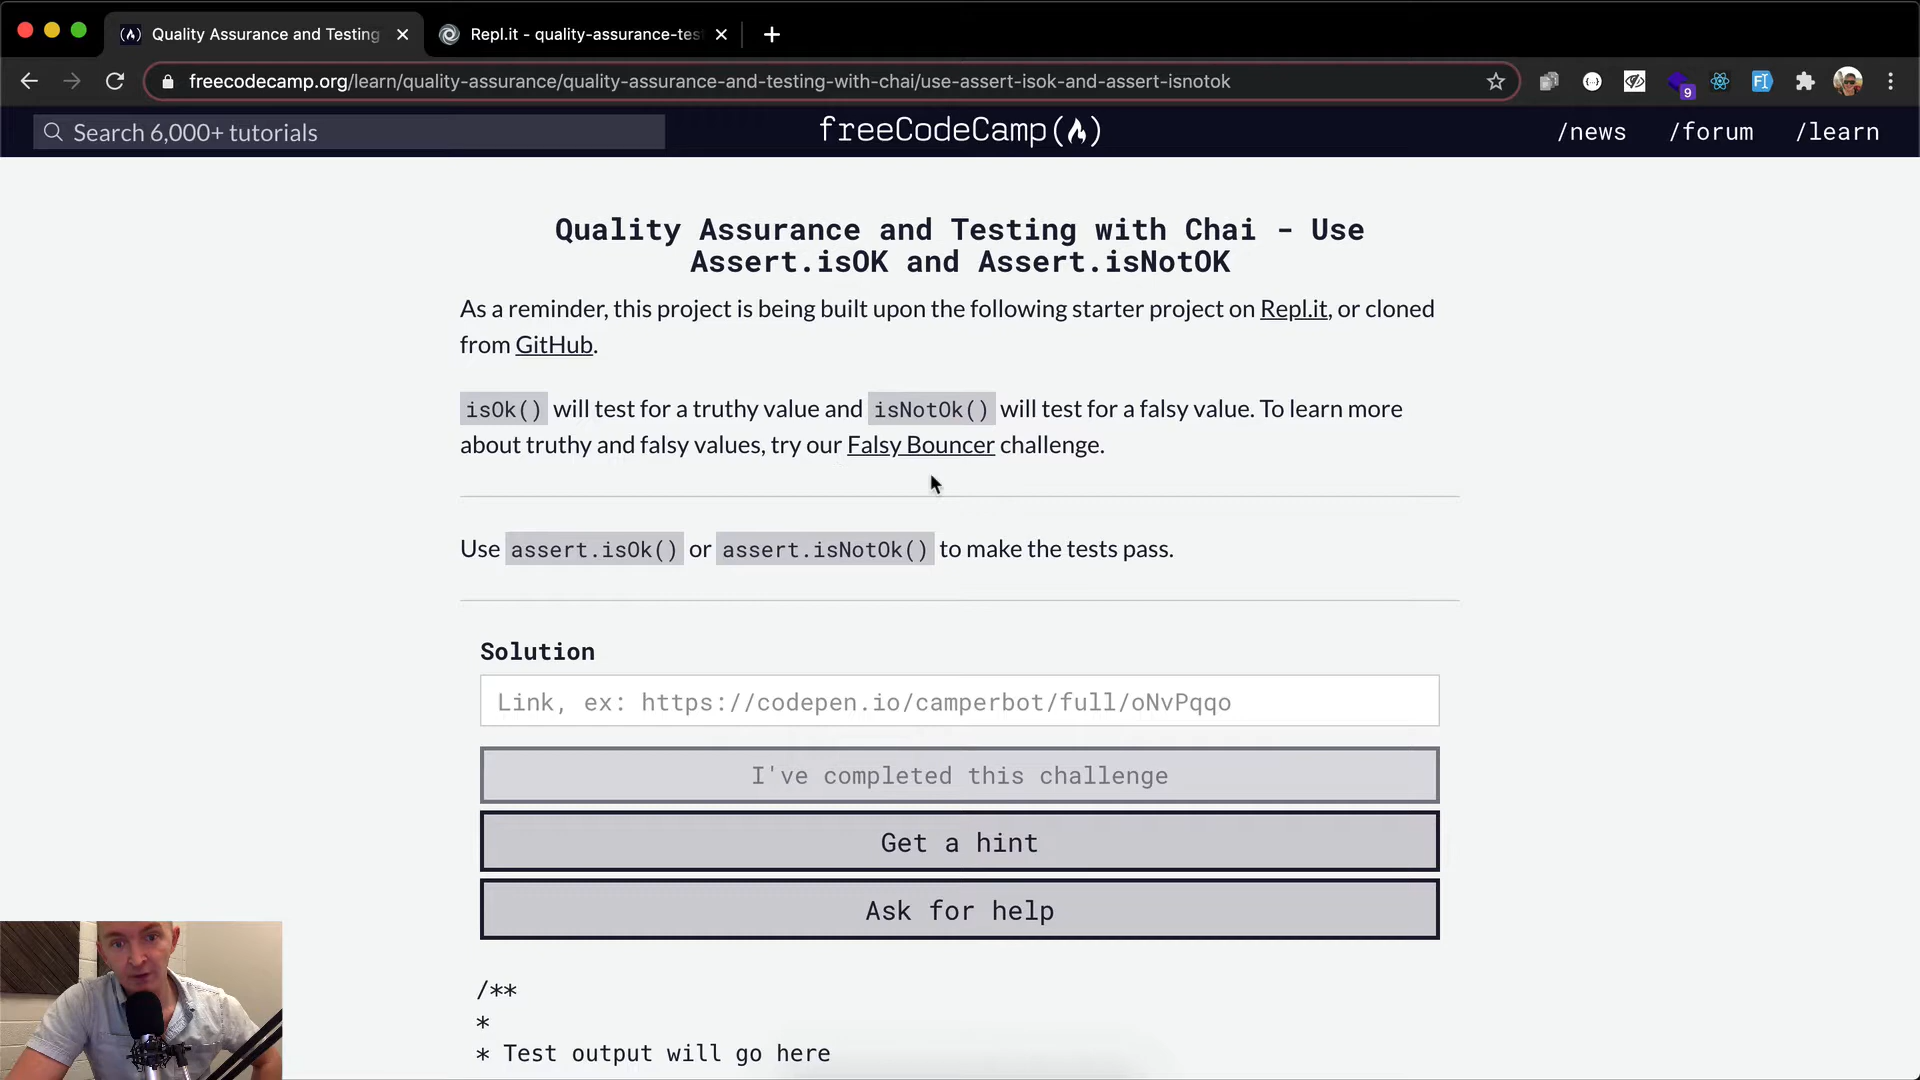 Quality Assurance and Testing
Repl.it - quality-assurance-tes
freecodecamp.org/learn/quality-assurance/quality-assurance-and-testing-with-chai/use-assert-isok-and-assert-isnotok
9
Search 6,000+ tutorials
freeCodeCamp
/news
/forum
/learn
Quality Assurance and Testing with Chai - Use
Assert.isOK and Assert.isNotOK
As a reminder, this project is being built upon the following starter project on Repl.it, or cloned
from GitHub.
isOk() will test for a truthy value and isNotOk() will test for a falsy value. To learn more
about truthy and falsy values, try our Falsy Bouncer challenge.
Use assert.isOk() or assert.isNotOk() to make the tests pass.
Solution
Link, ex: https://codepen.io/camperbot/full/oNvPqqo
I've completed this challenge
Get a hint
Ask for help
/**
*
* Test output will go here